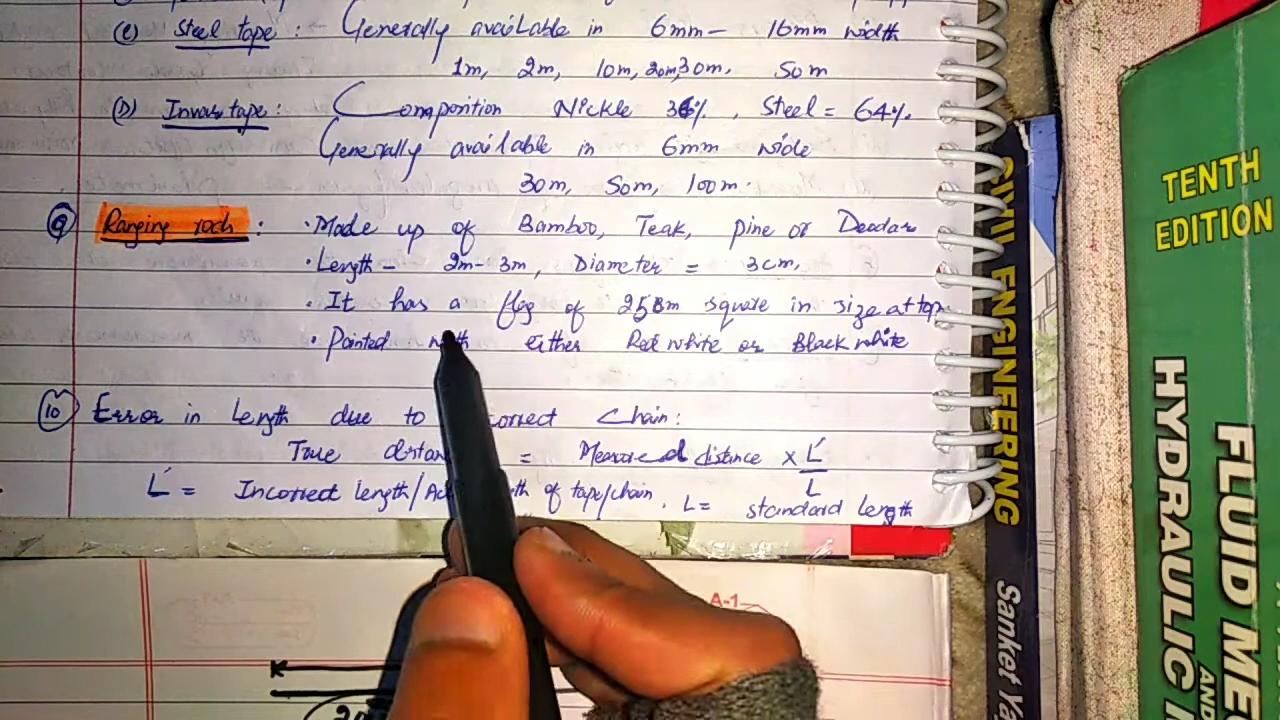 (C) Steel tape : Generally available in 6mm - 16mm width
1m, 2m, 10m, 20m, 30m, 50m
(D) Invar tape : Composition Nickle 36%, Steel = 64%
Generally available in 6mm wide
30m, 50m, 100m.
9 Ranging rods : · Made up of Bamboo, Teak, pine or Deodar
· Length - 2m - 3m, Diameter = 3cm,
· It has a flag of 25cm square in size at top
· Painted with either Red white or Black white
10 Error in Length due to correct Chain :
True = Measured distance × L'/L
L' = Incorrect length / of tape/chain. L = standard length
A-1
CIVIL ENGINEERING
Sanket Ya
TENTH
EDITION
FLUID ME
AND
HYDRAULIC